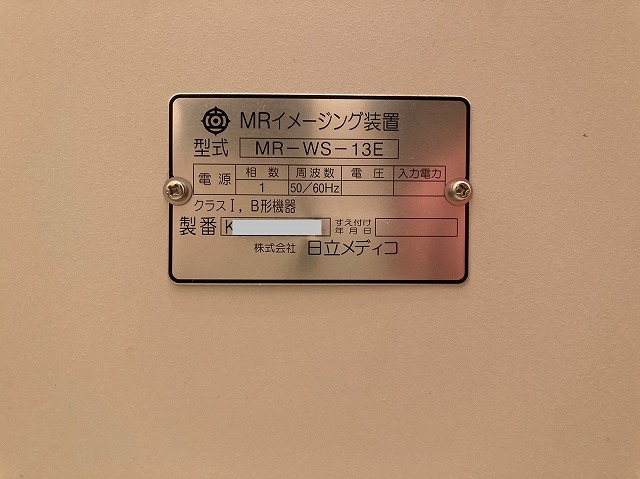 MRイメージング装置
型式 MR-WS-13E
電源 相数 周波数 電圧 入力電力
1 50/60Hz
クラスI, B形機器
製番 K すえ付け年月日
株式会社 日立メディコ